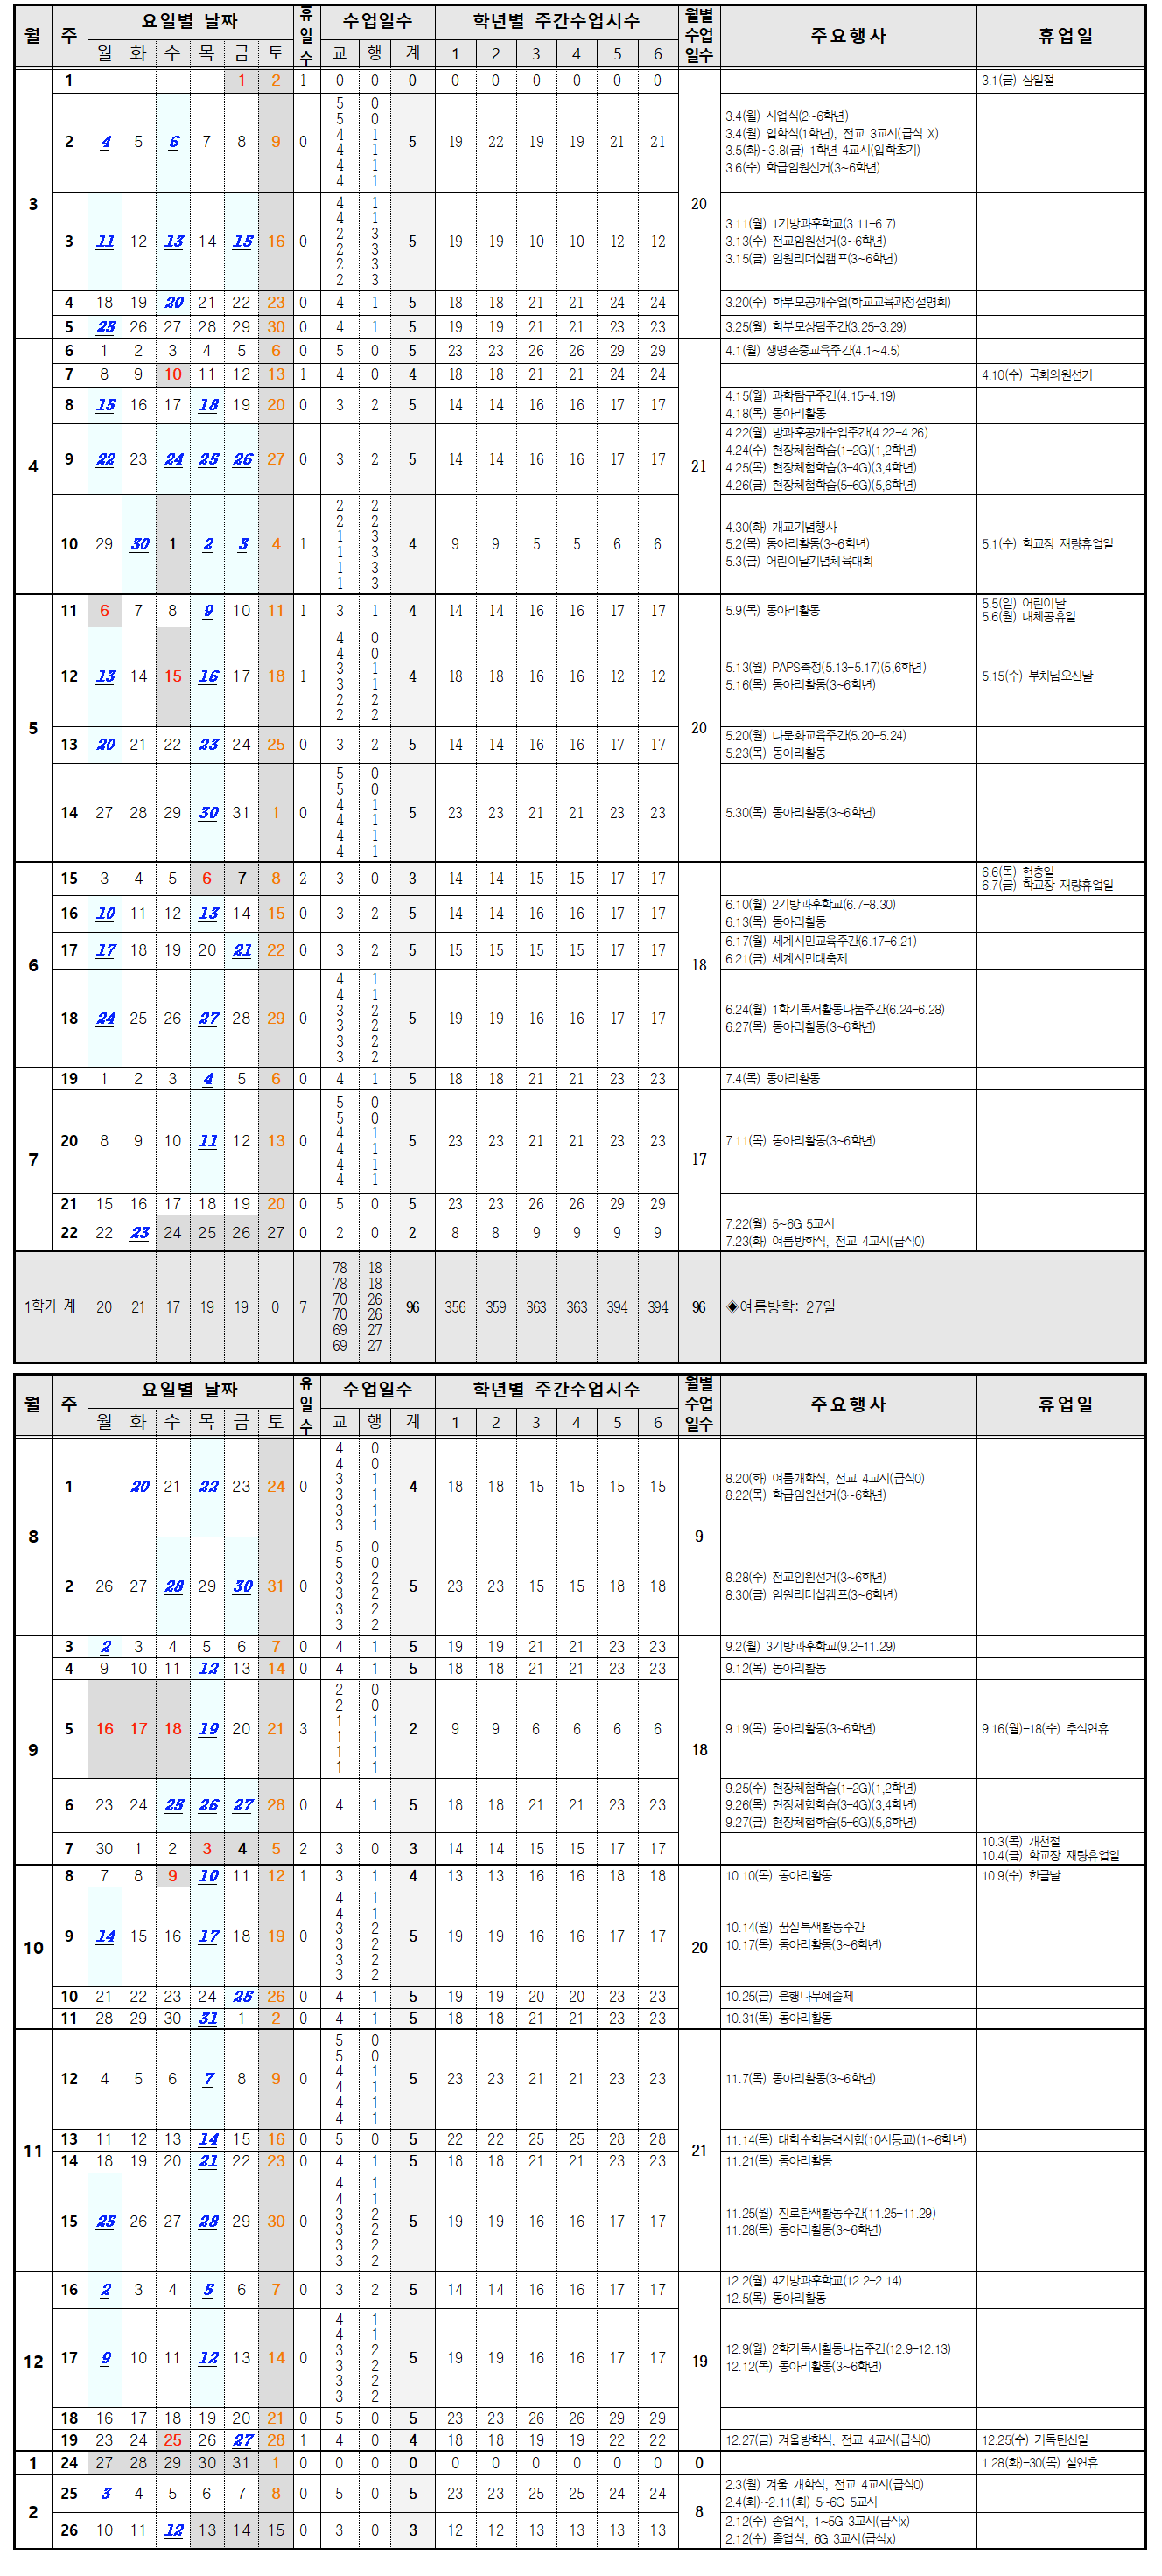 월 주 요일별 날짜 휴일수 수업일수 학년별 주간수업시수 월별수업일수 주요행사 휴업일
월 화 수 목 금 토 교 행 계 1 2 3 4 5 6
3 1 1 2 1 0 0 0 0 0 0 0 0 0 20 3.1(금) 삼일절
2 4 5 6 7 8 9 0 5 5 4 4 4 4 0 0 1 1 1 1 5 19 22 19 19 21 21
3.4(월) 시업식(2~6학년)
3.4(월) 입학식(1학년), 전교 3교시(급식 X)
3.5(화)~3.8(금) 1학년 4교시(입학초기)
3.6(수) 학급임원선거(3~6학년)
3 11 12 13 14 15 16 0 4 4 2 2 2 2 1 1 3 3 3 3 5 19 19 10 10 12 12
3.11(월) 1기방과후학교(3.11-6.7)
3.13(수) 전교임원선거(3~6학년)
3.15(금) 임원리더십캠프(3~6학년)
4 18 19 20 21 22 23 0 4 1 5 18 18 21 21 24 24 3.20(수) 학부모공개수업(학교교육과정설명회)
5 25 26 27 28 29 30 0 4 1 5 19 19 21 21 23 23 3.25(월) 학부모상담주간(3.25-3.29)
4 6 1 2 3 4 5 6 0 5 0 5 23 23 26 26 29 29 21 4.1(월) 생명존중교육주간(4.1~4.5)
7 8 9 10 11 12 13 1 4 0 4 18 18 21 21 24 24 4.10(수) 국회의원선거
8 15 16 17 18 19 20 0 3 2 5 14 14 16 16 17 17
4.15(월) 과학탐구주간(4.15-4.19)
4.18(목) 동아리활동
9 22 23 24 25 26 27 0 3 2 5 14 14 16 16 17 17
4.22(월) 방과후공개수업주간(4.22-4.26)
4.24(수) 현장체험학습(1-2G)(1,2학년)
4.25(목) 현장체험학습(3-4G)(3,4학년)
4.26(금) 현장체험학습(5-6G)(5,6학년)
10 29 30 1 2 3 4 1 2 2 1 1 1 1 2 2 3 3 3 3 4 9 9 5 5 6 6
4.30(화) 개교기념행사
5.2(목) 동아리활동(3~6학년)
5.3(금) 어린이날기념체육대회
5.1(수) 학교장 재량휴업일
5 11 6 7 8 9 10 11 1 3 1 4 14 14 16 16 17 17 20 5.9(목) 동아리활동
5.5(일) 어린이날
5.6(월) 대체공휴일
12 13 14 15 16 17 18 1 4 4 3 3 2 2 0 0 1 1 2 2 4 18 18 16 16 12 12
5.13(월) PAPS측정(5.13-5.17)(5,6학년)
5.16(목) 동아리활동(3~6학년)
5.15(수) 부처님오신날
13 20 21 22 23 24 25 0 3 2 5 14 14 16 16 17 17
5.20(월) 다문화교육주간(5.20-5.24)
5.23(목) 동아리활동
14 27 28 29 30 31 1 0 5 5 4 4 4 4 0 0 1 1 1 1 5 23 23 21 21 23 23 5.30(목) 동아리활동(3~6학년)
6 15 3 4 5 6 7 8 2 3 0 3 14 14 15 15 17 17 18
6.6(목) 현충일
6.7(금) 학교장 재량휴업일
16 10 11 12 13 14 15 0 3 2 5 14 14 16 16 17 17
6.10(월) 2기방과후학교(6.7-8.30)
6.13(목) 동아리활동
17 17 18 19 20 21 22 0 3 2 5 15 15 15 15 17 17
6.17(월) 세계시민교육주간(6.17-6.21)
6.21(금) 세계시민대축제
18 24 25 26 27 28 29 0 4 4 3 3 3 3 1 1 2 2 2 2 5 19 19 16 16 17 17
6.24(월) 1학기독서활동나눔주간(6.24-6.28)
6.27(목) 동아리활동(3~6학년)
7 19 1 2 3 4 5 6 0 4 1 5 18 18 21 21 23 23 17 7.4(목) 동아리활동
20 8 9 10 11 12 13 0 5 5 4 4 4 4 0 0 1 1 1 1 5 23 23 21 21 23 23 7.11(목) 동아리활동(3~6학년)
21 15 16 17 18 19 20 0 5 0 5 23 23 26 26 29 29
22 22 23 24 25 26 27 0 2 0 2 8 8 9 9 9 9
7.22(월) 5~6G 5교시
7.23(화) 여름방학식, 전교 4교시(급식0)
1학기 계 20 21 17 19 19 0 7 78 78 70 70 69 69 18 18 26 26 27 27 96 356 359 363 363 394 394 96 ◈여름방학: 27일
월 주 요일별 날짜 휴일수 수업일수 학년별 주간수업시수 월별수업일수 주요행사 휴업일
월 화 수 목 금 토 교 행 계 1 2 3 4 5 6
8 1 20 21 22 23 24 0 4 4 3 3 3 3 0 0 1 1 1 1 4 18 18 15 15 15 15 9
8.20(화) 여름개학식, 전교 4교시(급식0)
8.22(목) 학급임원선거(3~6학년)
2 26 27 28 29 30 31 0 5 5 3 3 3 3 0 0 2 2 2 2 5 23 23 15 15 18 18
8.28(수) 전교임원선거(3~6학년)
8.30(금) 임원리더십캠프(3~6학년)
9 3 2 3 4 5 6 7 0 4 1 5 19 19 21 21 23 23 18 9.2(월) 3기방과후학교(9.2-11.29)
4 9 10 11 12 13 14 0 4 1 5 18 18 21 21 23 23 9.12(목) 동아리활동
5 16 17 18 19 20 21 3 2 2 1 1 1 1 0 0 1 1 1 1 2 9 9 6 6 6 6 9.19(목) 동아리활동(3~6학년) 9.16(월)-18(수) 추석연휴
6 23 24 25 26 27 28 0 4 1 5 18 18 21 21 23 23
9.25(수) 현장체험학습(1-2G)(1,2학년)
9.26(목) 현장체험학습(3-4G)(3,4학년)
9.27(금) 현장체험학습(5-6G)(5,6학년)
7 30 1 2 3 4 5 2 3 0 3 14 14 15 15 17 17
10.3(목) 개천절
10.4(금) 학교장 재량휴업일
10 8 7 8 9 10 11 12 1 3 1 4 13 13 16 16 18 18 20 10.10(목) 동아리활동 10.9(수) 한글날
9 14 15 16 17 18 19 0 4 4 3 3 3 3 1 1 2 2 2 2 5 19 19 16 16 17 17
10.14(월) 꿈실특색활동주간
10.17(목) 동아리활동(3~6학년)
10 21 22 23 24 25 26 0 4 1 5 19 19 20 20 23 23 10.25(금) 은행나무예술제
11 28 29 30 31 1 2 0 4 1 5 18 18 21 21 23 23 10.31(목) 동아리활동
11 12 4 5 6 7 8 9 0 5 5 4 4 4 4 0 0 1 1 1 1 5 23 23 21 21 23 23 21 11.7(목) 동아리활동(3~6학년)
13 11 12 13 14 15 16 0 5 0 5 22 22 25 25 28 28 11.14(목) 대학수학능력시험(10시등교)(1~6학년)
14 18 19 20 21 22 23 0 4 1 5 18 18 21 21 23 23 11.21(목) 동아리활동
15 25 26 27 28 29 30 0 4 4 3 3 3 3 1 1 2 2 2 2 5 19 19 16 16 17 17
11.25(월) 진로탐색활동주간(11.25-11.29)
11.28(목) 동아리활동(3~6학년)
12 16 2 3 4 5 6 7 0 3 2 5 14 14 16 16 17 17 19
12.2(월) 4기방과후학교(12.2-2.14)
12.5(목) 동아리활동
17 9 10 11 12 13 14 0 4 4 3 3 3 3 1 1 2 2 2 2 5 19 19 16 16 17 17
12.9(월) 2학기독서활동나눔주간(12.9-12.13)
12.12(목) 동아리활동(3~6학년)
18 16 17 18 19 20 21 0 5 0 5 23 23 26 26 29 29
19 23 24 25 26 27 28 1 4 0 4 18 18 19 19 22 22 12.27(금) 겨울방학식, 전교 4교시(급식0) 12.25(수) 기독탄신일
1 24 27 28 29 30 31 1 0 0 0 0 0 0 0 0 0 0 0 1.28(화)-30(목) 설연휴
2 25 3 4 5 6 7 8 0 5 0 5 23 23 25 25 24 24 8
2.3(월) 겨울 개학식, 전교 4교시(급식0)
2.4(화)~2.11(화) 5~6G 5교시
26 10 11 12 13 14 15 0 3 0 3 12 12 13 13 13 13
2.12(수) 종업식, 1~5G 3교시(급식x)
2.12(수) 졸업식, 6G 3교시(급식x)